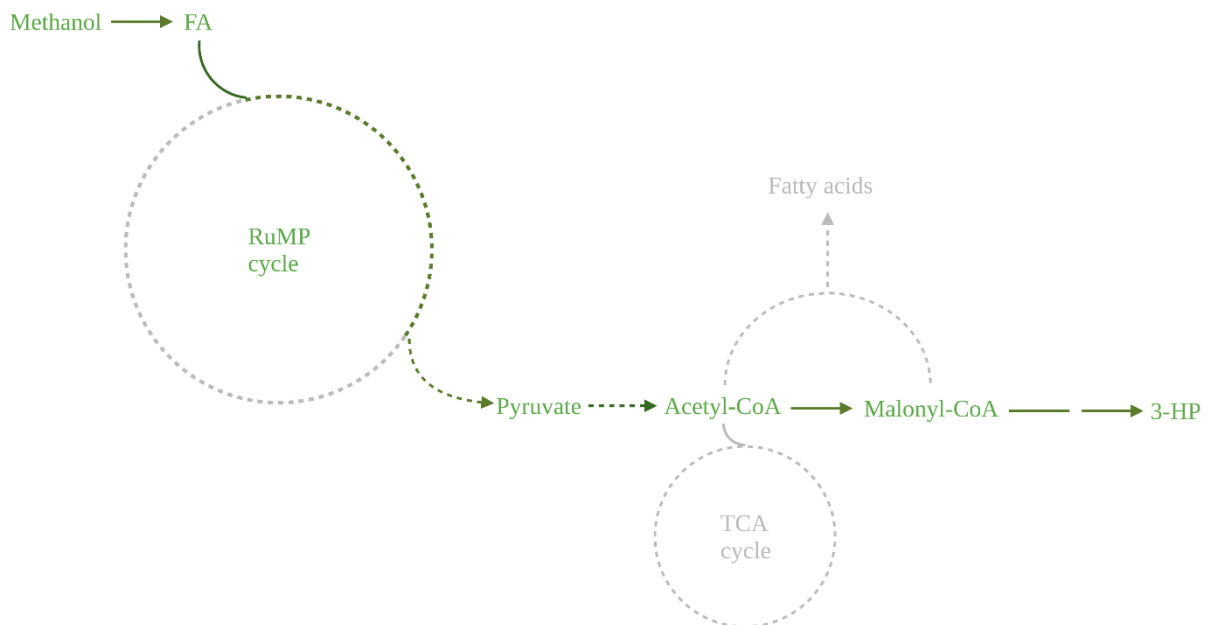 Methanol
FA
Fatty acids
RuMP
cycle
Pyruvate
Acetyl-CoA
Malonyl-CoA
3-HP
TCA
cycle